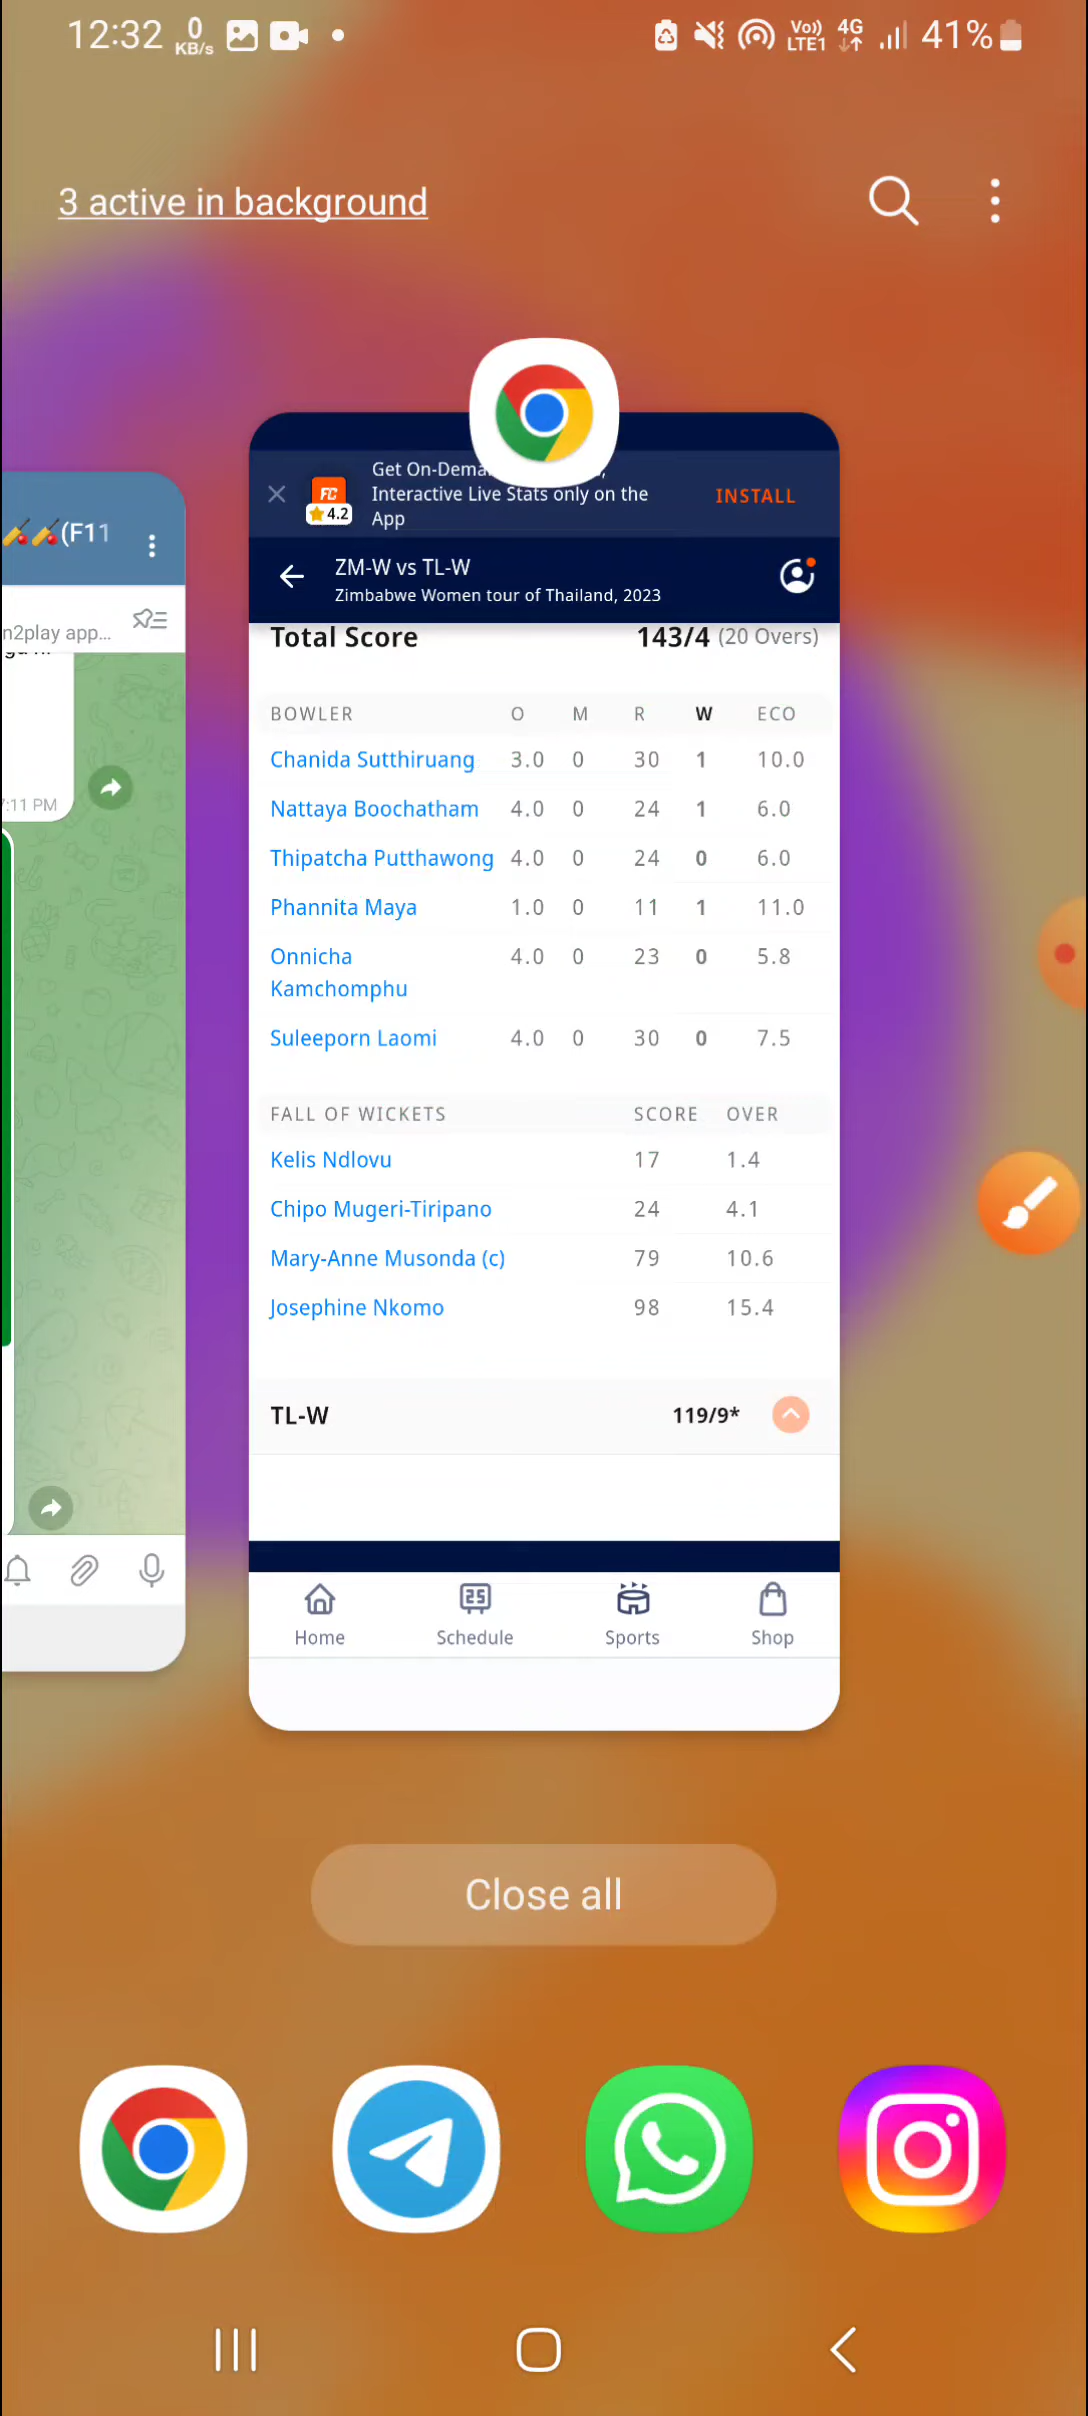 12:32 0 KB/s Vo)) LTE1 4G 41%
3 active in background
(F11
n2play app...
7:11 PM
Get On-Dema
Interactive Live Stats only on the
App
FC
4.2
INSTALL
ZM-W vs TL-W
Zimbabwe Women tour of Thailand, 2023
Total Score 143/4 (20 Overs)
BOWLER O M R W ECO
Chanida Sutthiruang 3.0 0 30 1 10.0
Nattaya Boochatham 4.0 0 24 1 6.0
Thipatcha Putthawong 4.0 0 24 0 6.0
Phannita Maya 1.0 0 11 1 11.0
Onnicha 4.0 0 23 0 5.8
Kamchomphu
Suleeporn Laomi 4.0 0 30 0 7.5
FALL OF WICKETS SCORE OVER
Kelis Ndlovu 17 1.4
Chipo Mugeri-Tiripano 24 4.1
Mary-Anne Musonda (c) 79 10.6
Josephine Nkomo 98 15.4
TL-W 119/9*
25
Home Schedule Sports Shop
Close all